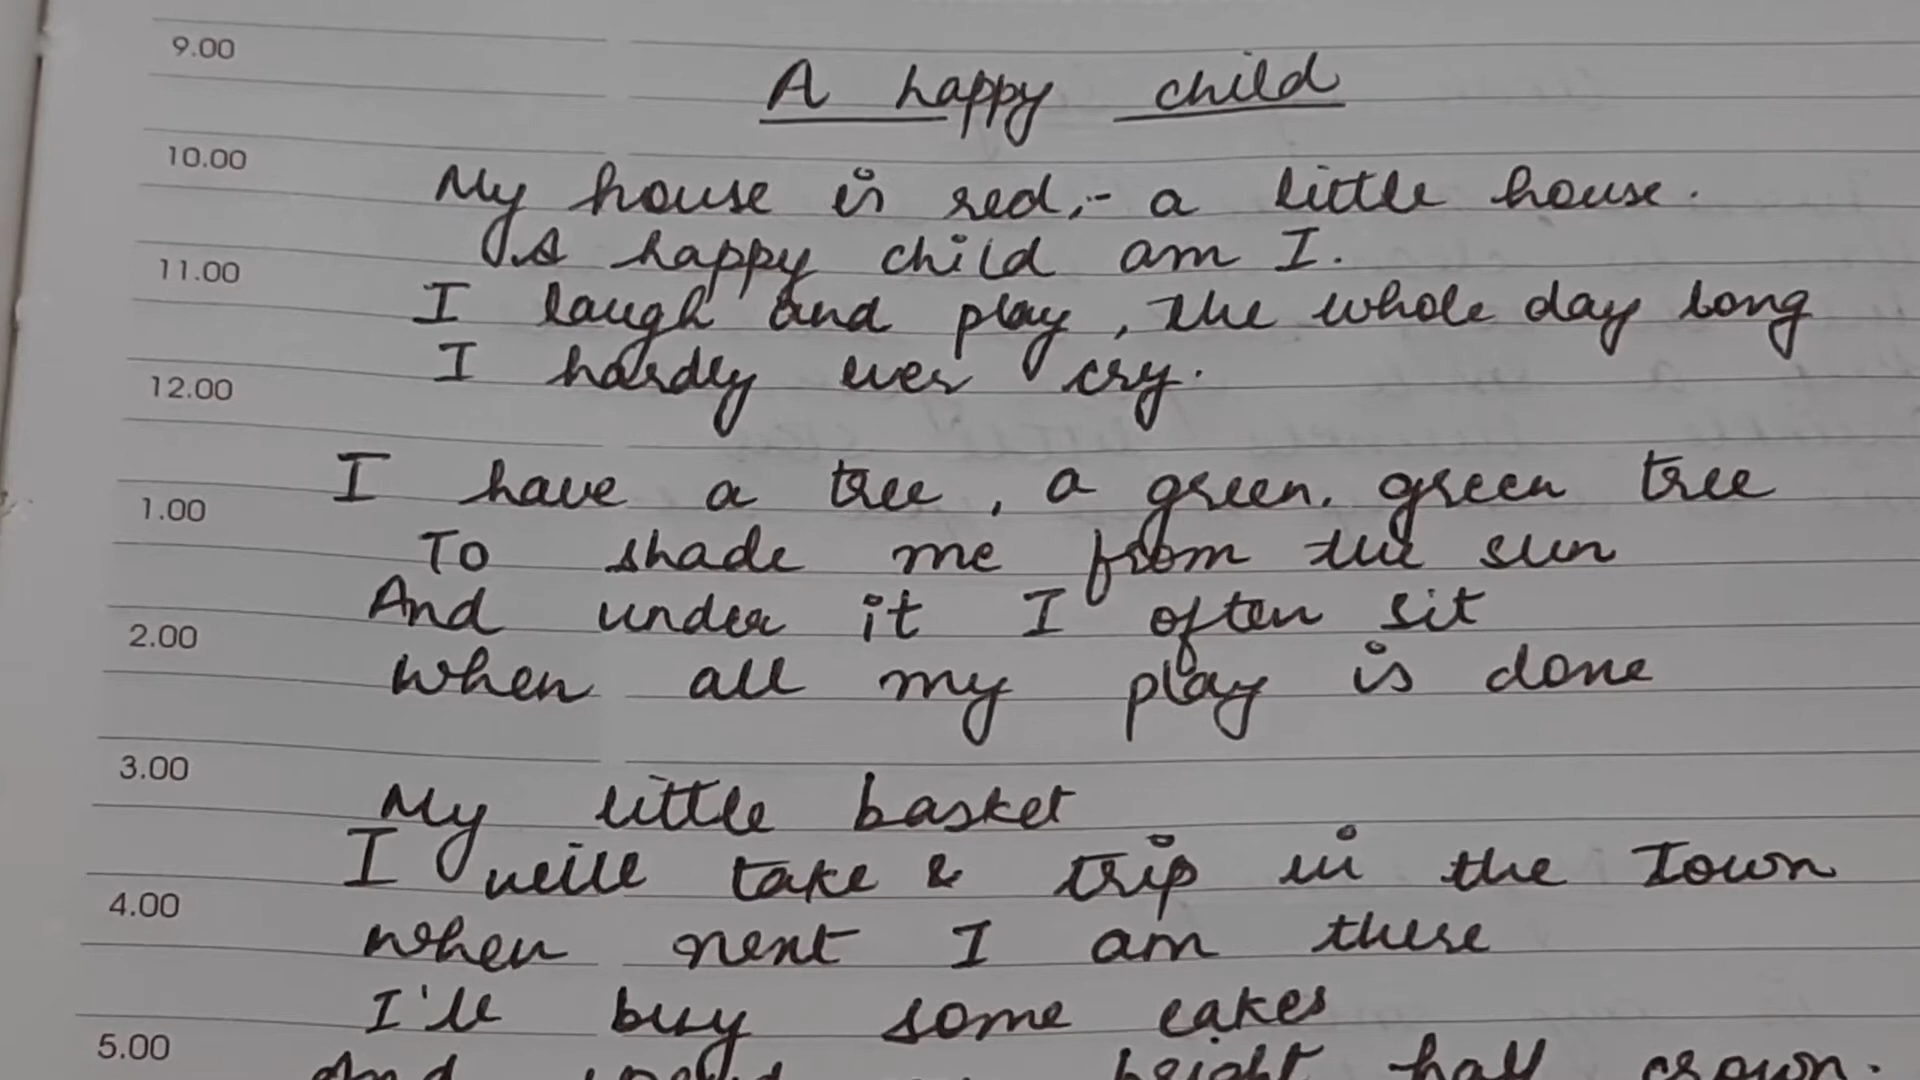 9.00
A happy child
10.00
My house is red,- a little house.
A happy child am I.
11.00
I laugh and play, the whole day long
I hardly ever cry.
12.00
I have a tree, a green, green tree
1.00
To shade me from the sun
And under it I often sit
2.00
When all my play is done
3.00
My little basket
I will take & trip in the Town
4.00
When next I am there
I'll buy some cakes
5.00
And bright half crown.